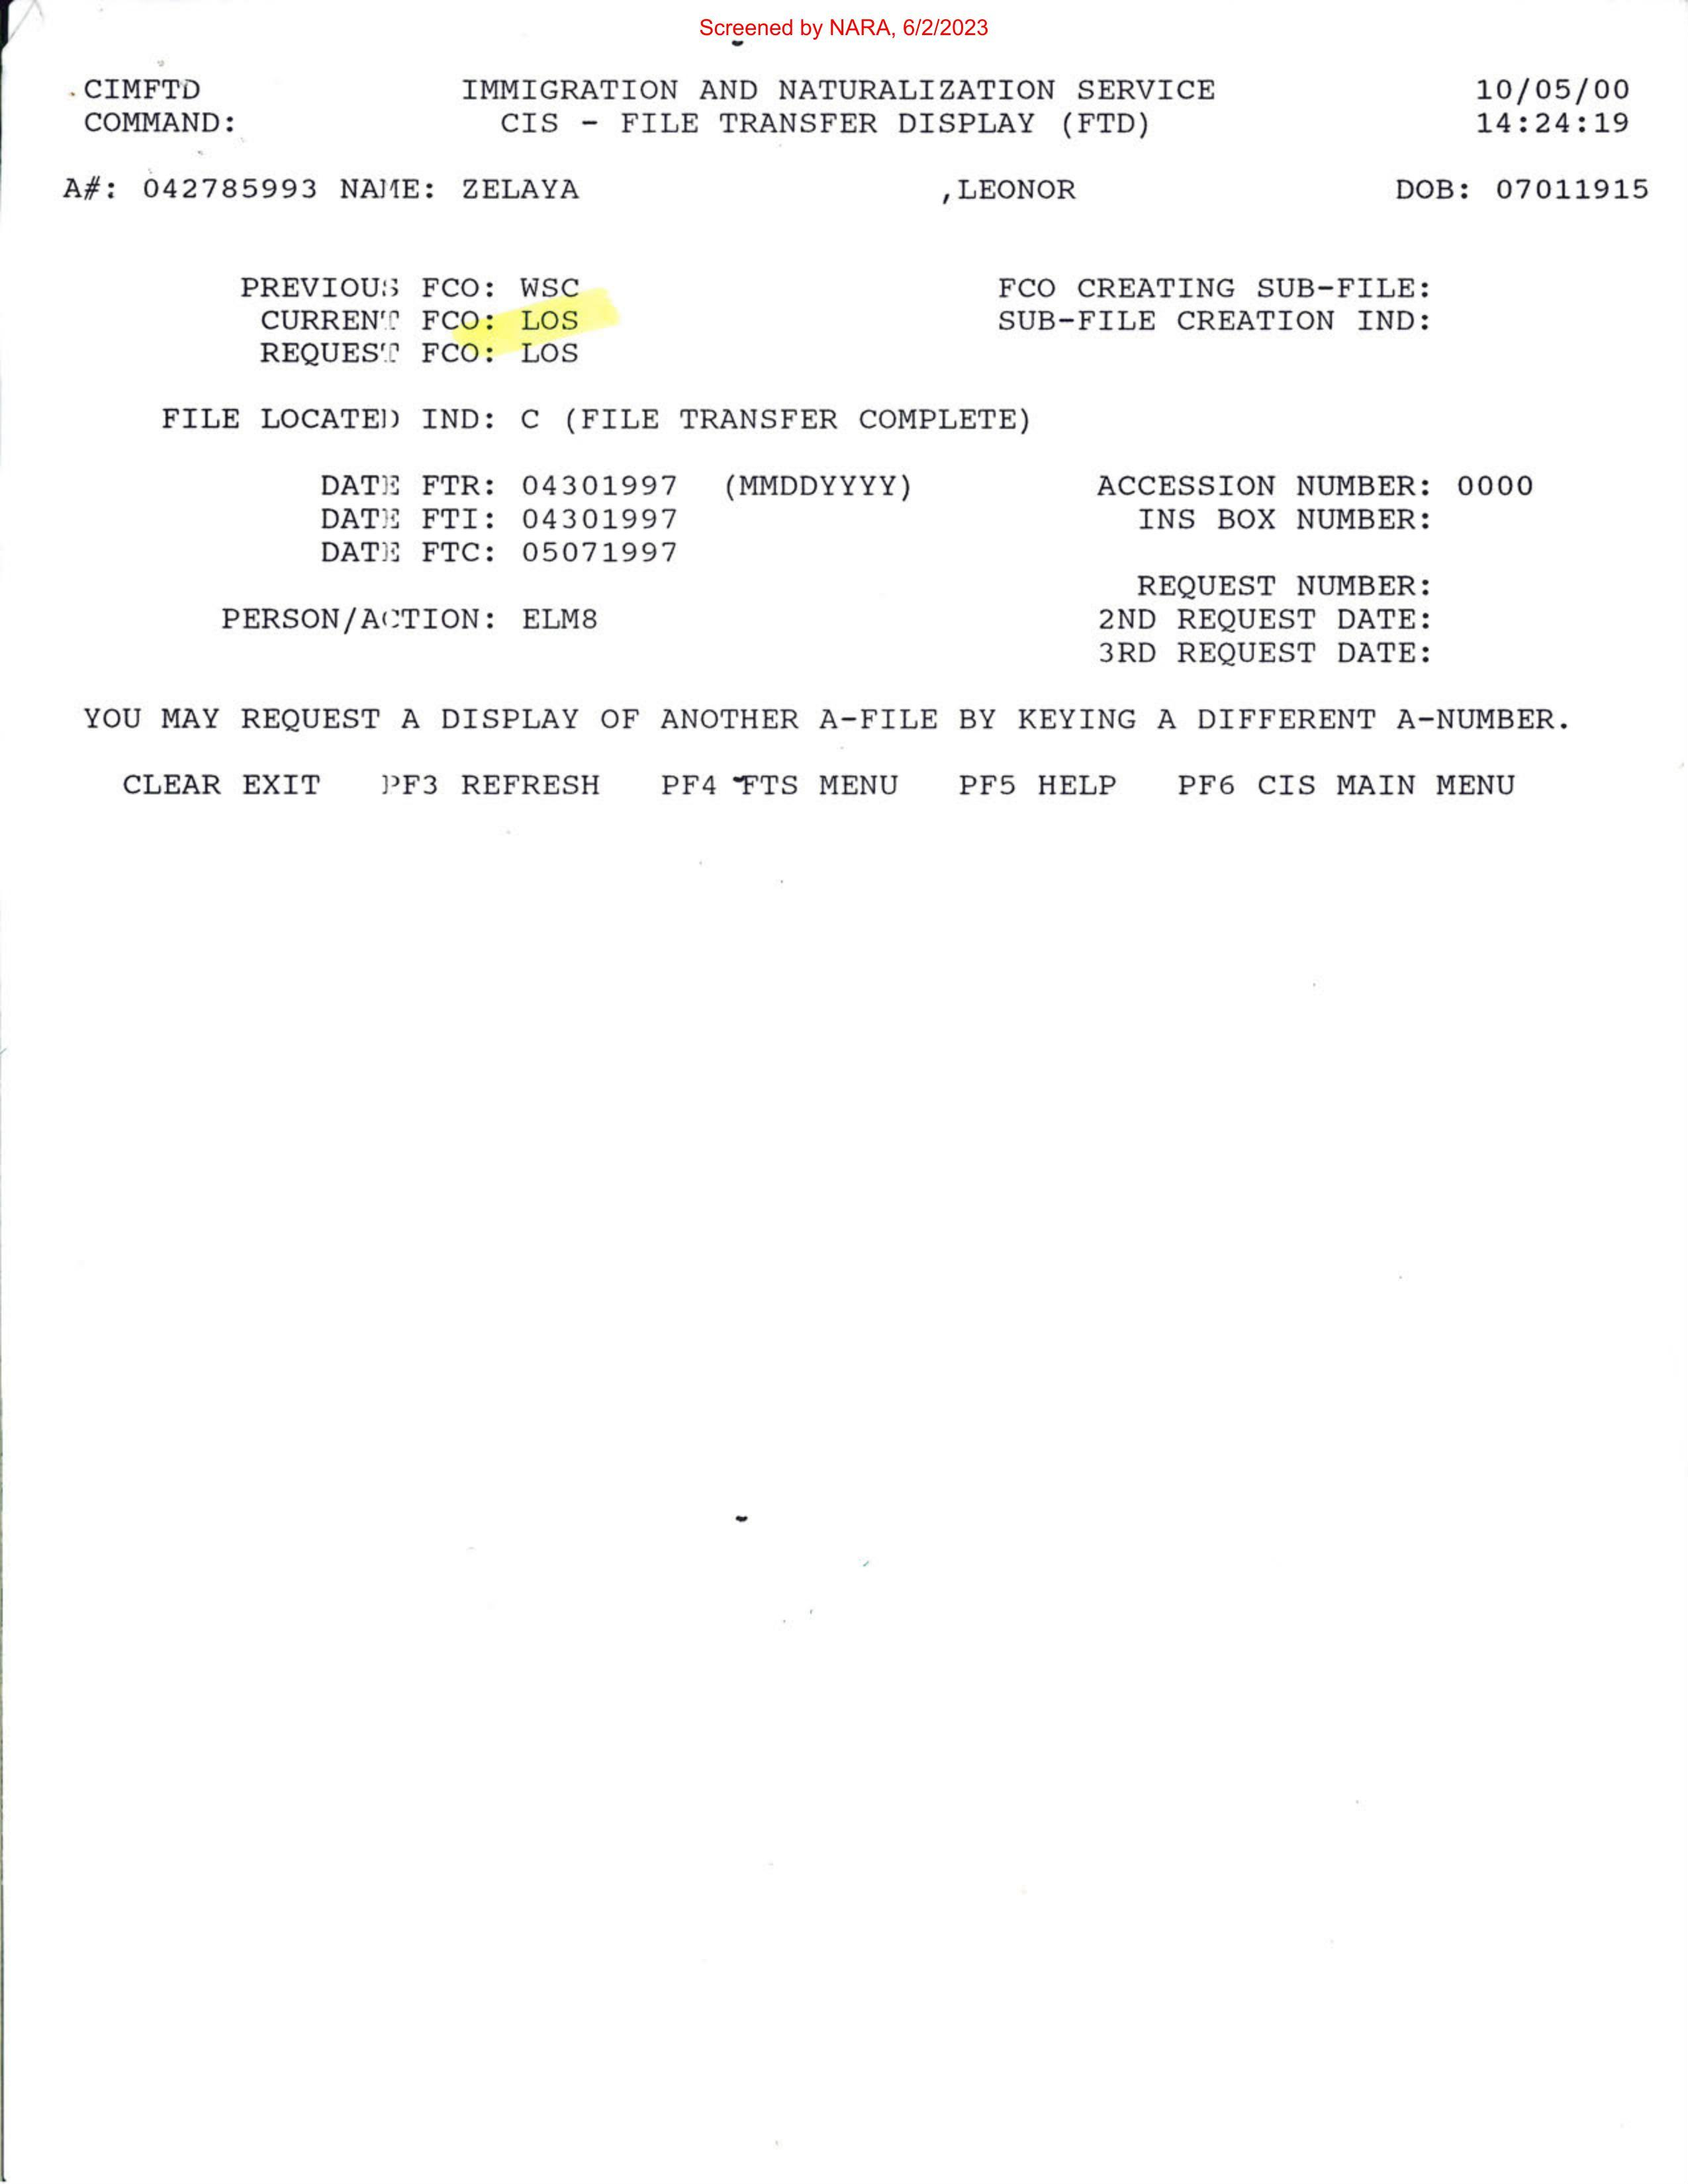 Screened by NARA, 6/2/2023
CIMFTD IMMIGRATION AND NATURALIZATION SERVICE 10/05/00
COMMAND: CIS - FILE TRANSFER DISPLAY (FTD) 14:24:19
A#: 042785993 NAME: ZELAYA ,LEONOR DOB: 07011915
PREVIOUS FCO: WSC FCO CREATING SUB-FILE:
CURRENT FCO: LOS SUB-FILE CREATION IND:
REQUEST FCO: LOS
FILE LOCATED IND: C (FILE TRANSFER COMPLETE)
DATE FTR: 04301997 (MMDDYYYY) ACCESSION NUMBER: 0000
DATE FTI: 04301997 INS BOX NUMBER:
DATE FTC: 05071997
REQUEST NUMBER:
PERSON/ACTION: ELM8 2ND REQUEST DATE:
3RD REQUEST DATE:
YOU MAY REQUEST A DISPLAY OF ANOTHER A-FILE BY KEYING A DIFFERENT A-NUMBER.
CLEAR EXIT PF3 REFRESH PF4 FTS MENU PF5 HELP PF6 CIS MAIN MENU